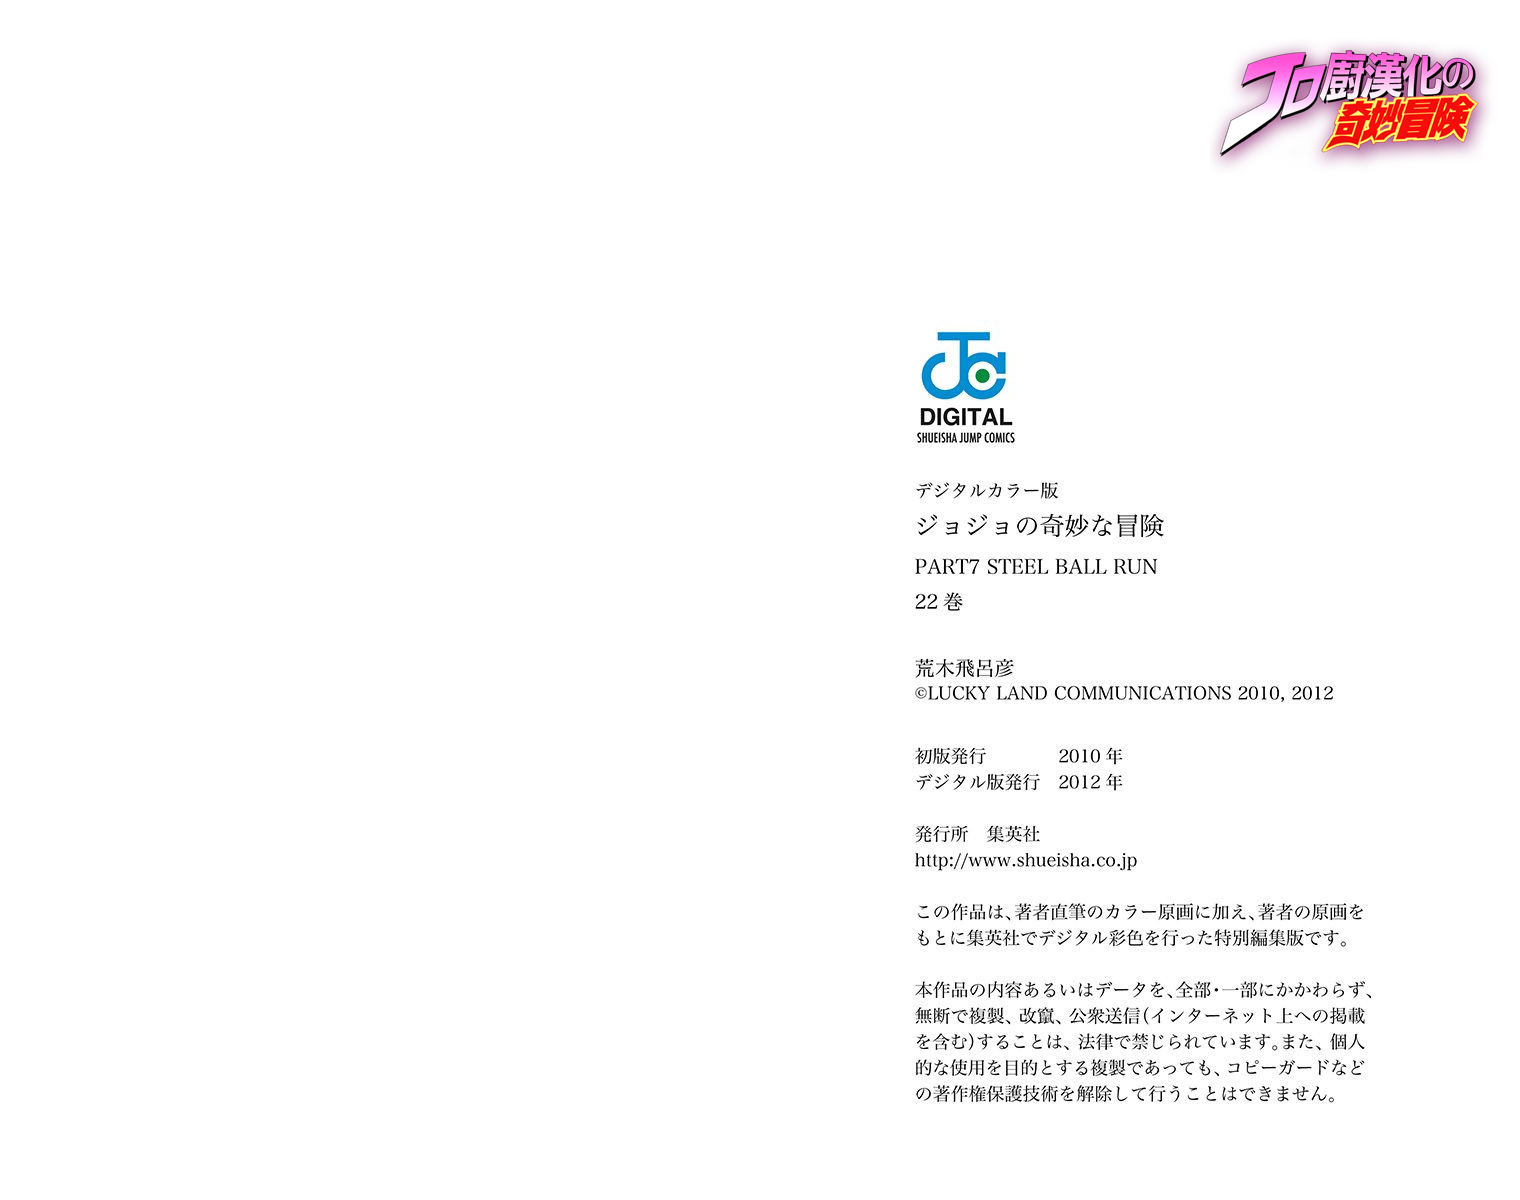 JO廚漢化の
奇妙冒険
DIGITAL
SHUEISHA JUMP COMICS
デジタルカラー版
ジョジョの奇妙な冒険
PART7 STEEL BALL RUN
22 巻
荒木飛呂彦
©LUCKY LAND COMMUNICATIONS 2010, 2012
初版発行　　　　2010 年
デジタル版発行　2012 年
発行所　集英社
http://www.shueisha.co.jp
この作品は、著者直筆のカラー原画に加え、著者の原画を
もとに集英社でデジタル彩色を行った特別編集版です。
本作品の内容あるいはデータを、全部・一部にかかわらず、
無断で複製、改竄、公衆送信(インターネット上への掲載
を含む)することは、法律で禁じられています。また、個人
的な使用を目的とする複製であっても、コピーガードなど
の著作権保護技術を解除して行うことはできません。